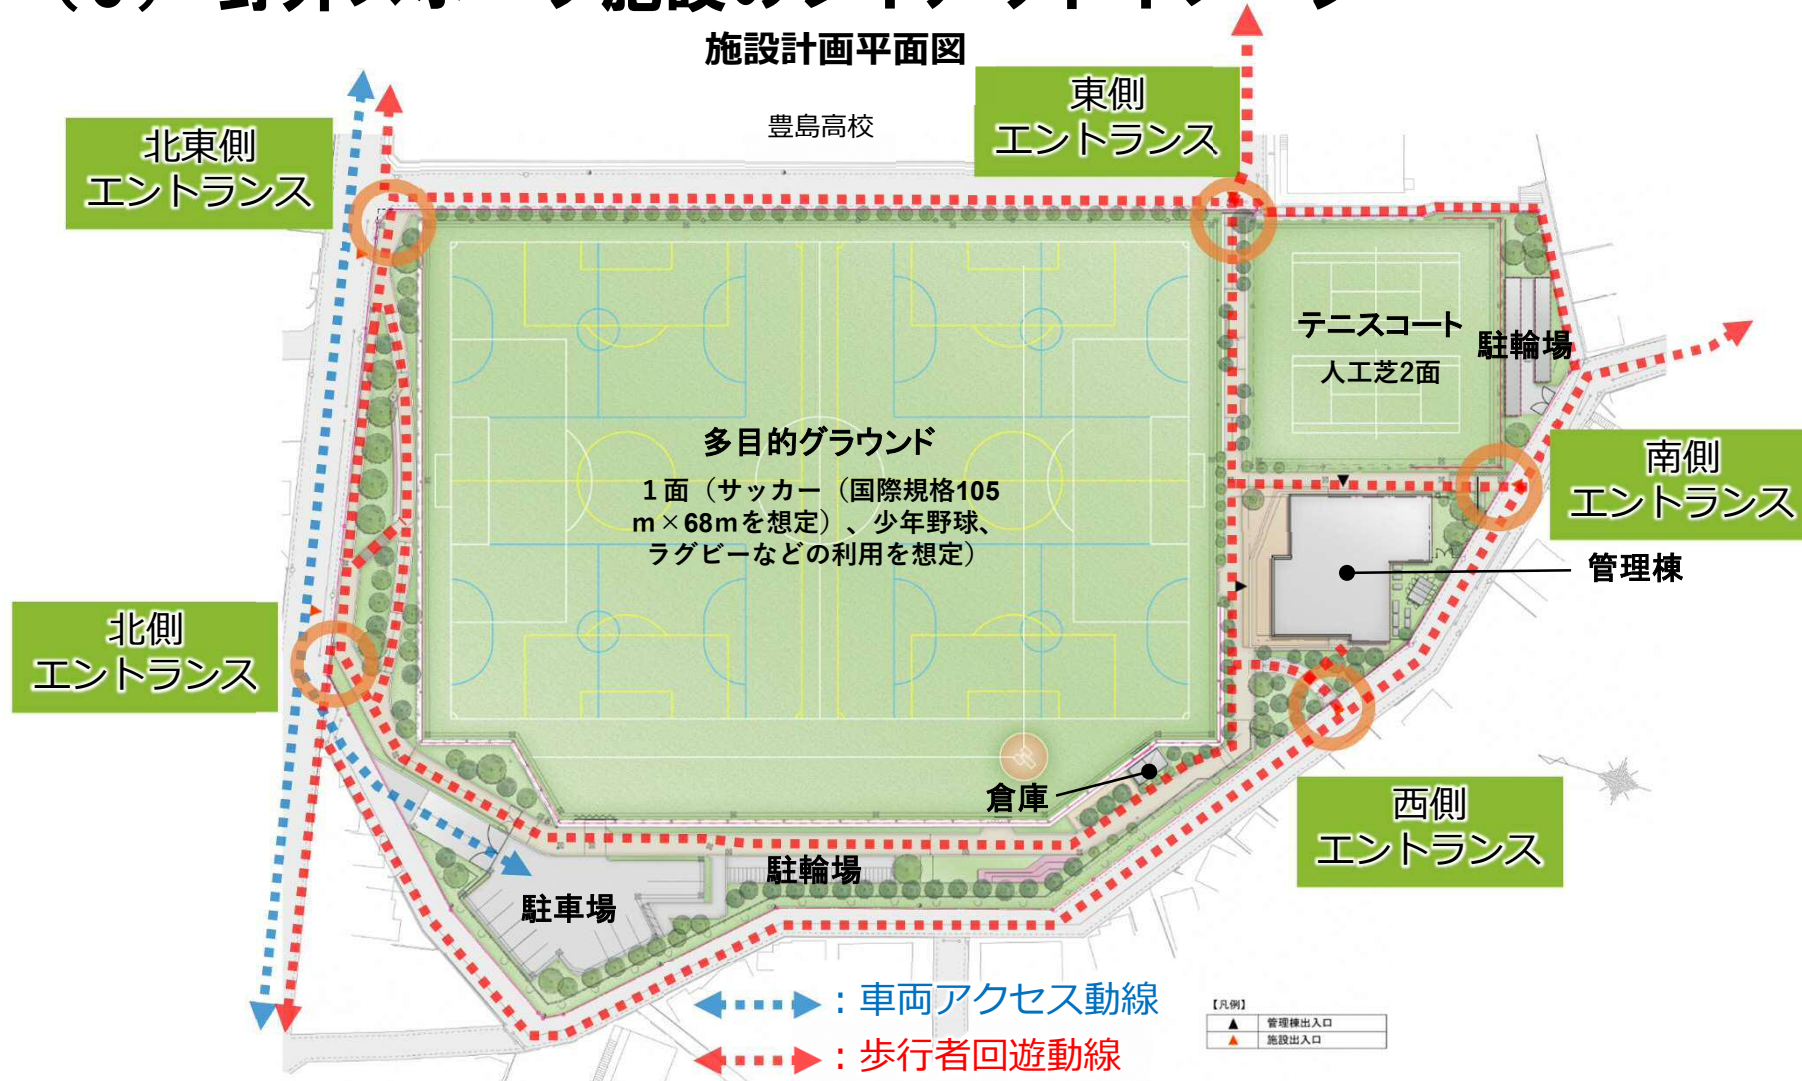 施設計画平面図
東側
エントランス
豊島高校
北東側
エントランス
テニスコート
人工芝2面
駐輪場
多目的グラウンド
1面（サッカー（国際規格105
m×68mを想定）、少年野球、
ラグビーなどの利用を想定）
南側
エントランス
管理棟
北側
エントランス
倉庫
西側
エントランス
駐輪場
駐車場
：車両アクセス動線
：歩行者回遊動線
【凡例】
▲ 管理棟出入口
▲ 施設出入口